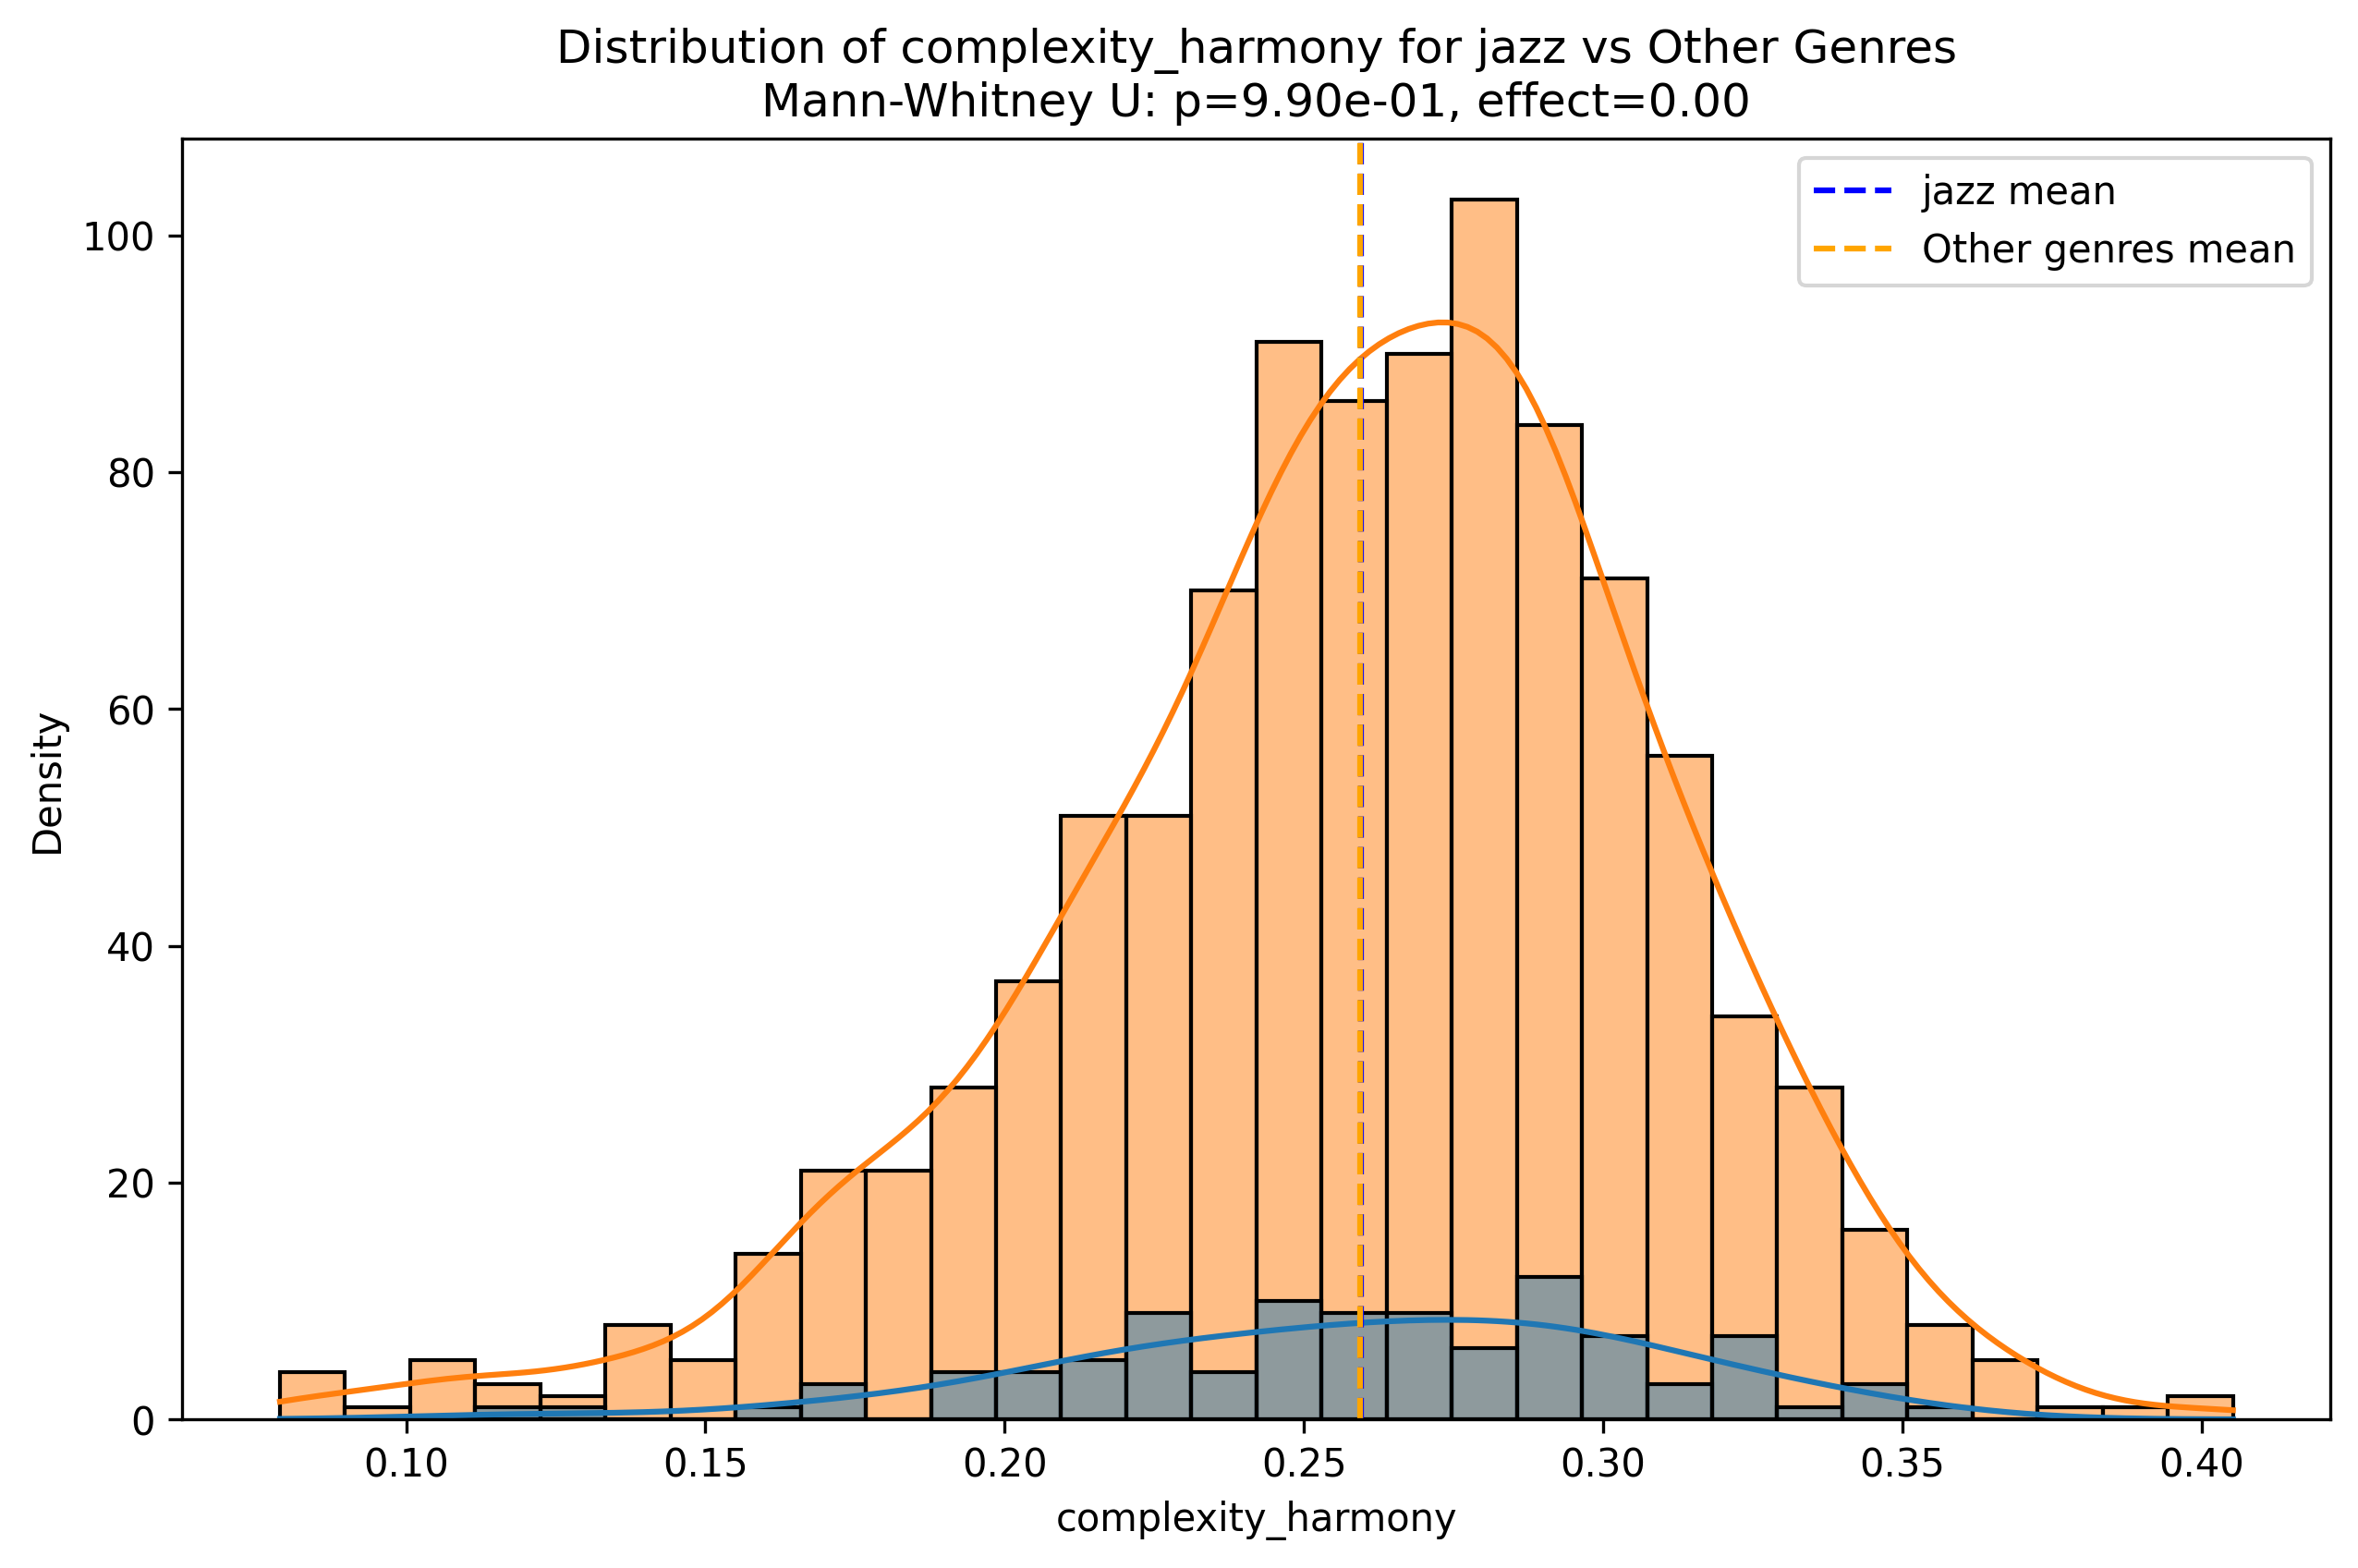 Distribution of complexity_harmony for jazz vs Other Genres
Mann-Whitney U: p=9.90e-01, effect=0.00
jazz mean
Other genres mean
Density
100
80
60
40
20
0
0.10
0.15
0.20
0.25
0.30
0.35
0.40
complexity_harmony